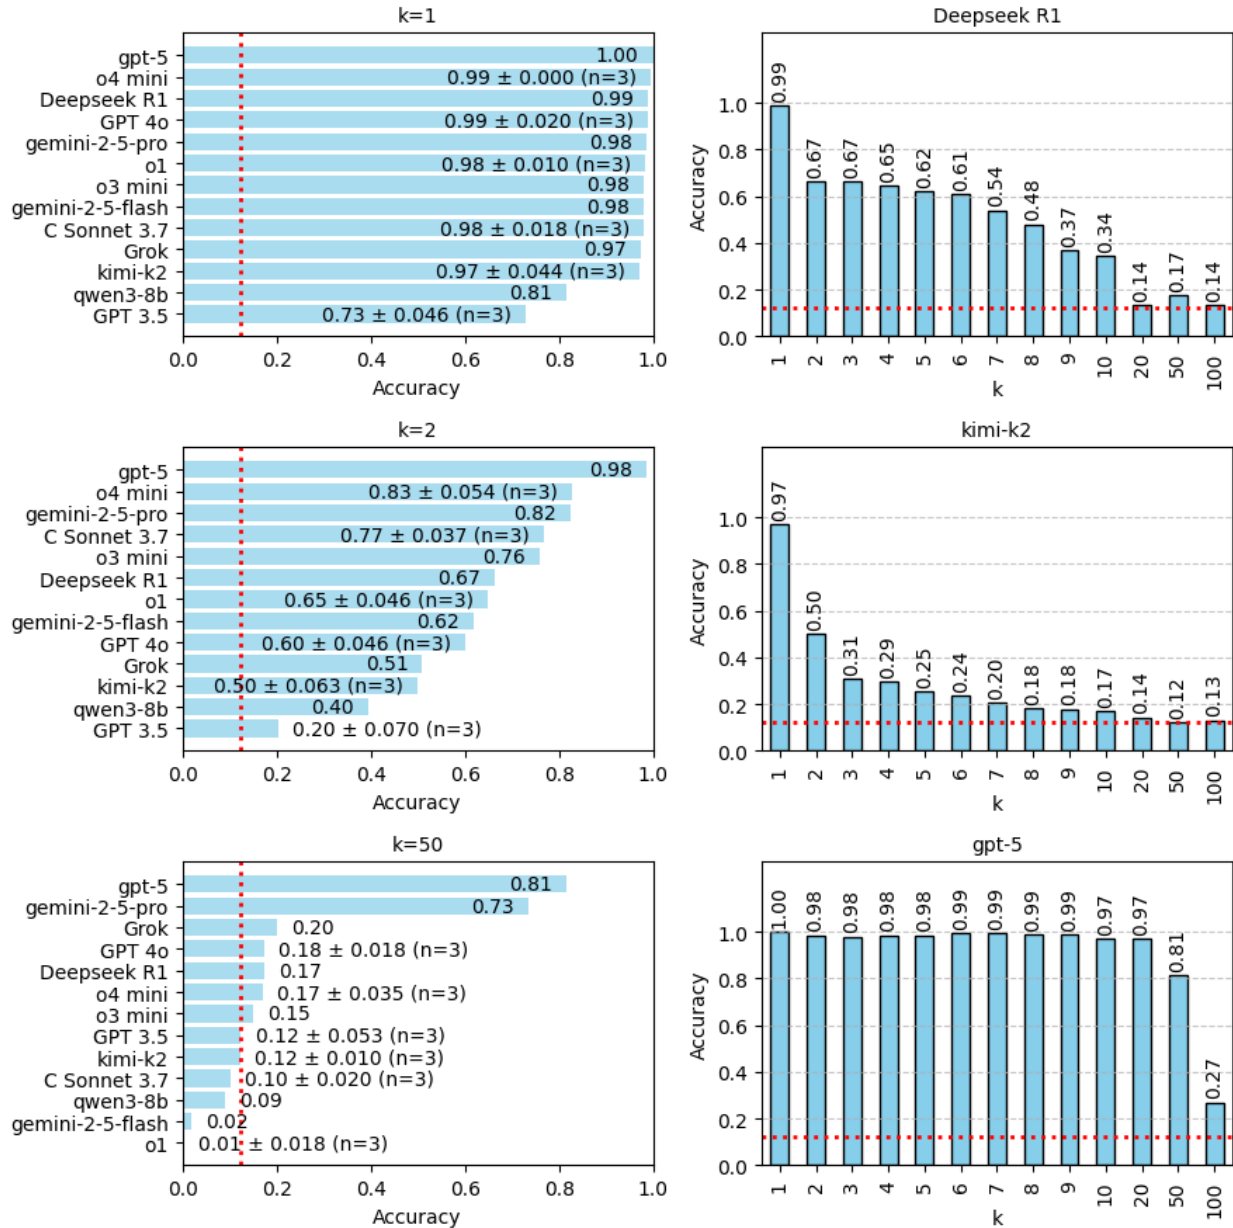 k=1
gpt-5 1.00
o4 mini 0.99 ± 0.000 (n=3)
Deepseek R1 0.99
GPT 4o 0.99 ± 0.020 (n=3)
gemini-2-5-pro 0.98
o1 0.98 ± 0.010 (n=3)
o3 mini 0.98
gemini-2-5-flash 0.98
C Sonnet 3.7 0.98 ± 0.018 (n=3)
Grok 0.97
kimi-k2 0.97 ± 0.044 (n=3)
qwen3-8b 0.81
GPT 3.5 0.73 ± 0.046 (n=3)
0.0 0.2 0.4 0.6 0.8 1.0
Accuracy
Deepseek R1
Accuracy
1.0
0.8
0.6
0.4
0.2
0.0
0.99 0.67 0.67 0.65 0.62 0.61 0.54 0.48 0.37 0.34 0.14 0.17 0.14
1 2 3 4 5 6 7 8 9 10 20 50 100
k
k=2
gpt-5 0.98
o4 mini 0.83 ± 0.054 (n=3)
gemini-2-5-pro 0.82
C Sonnet 3.7 0.77 ± 0.037 (n=3)
o3 mini 0.76
Deepseek R1 0.67
o1 0.65 ± 0.046 (n=3)
gemini-2-5-flash 0.62
GPT 4o 0.60 ± 0.046 (n=3)
Grok 0.51
kimi-k2 0.50 ± 0.063 (n=3)
qwen3-8b 0.40
GPT 3.5 0.20 ± 0.070 (n=3)
0.0 0.2 0.4 0.6 0.8 1.0
Accuracy
kimi-k2
Accuracy
1.0
0.8
0.6
0.4
0.2
0.0
0.97 0.50 0.31 0.29 0.25 0.24 0.20 0.18 0.18 0.17 0.14 0.12 0.13
1 2 3 4 5 6 7 8 9 10 20 50 100
k
k=50
gpt-5 0.81
gemini-2-5-pro 0.73
Grok 0.20
GPT 4o 0.18 ± 0.018 (n=3)
Deepseek R1 0.17
o4 mini 0.17 ± 0.035 (n=3)
o3 mini 0.15
GPT 3.5 0.12 ± 0.053 (n=3)
kimi-k2 0.12 ± 0.010 (n=3)
C Sonnet 3.7 0.10 ± 0.020 (n=3)
qwen3-8b 0.09
gemini-2-5-flash 0.02
o1 0.01 ± 0.018 (n=3)
0.0 0.2 0.4 0.6 0.8 1.0
Accuracy
gpt-5
Accuracy
1.0
0.8
0.6
0.4
0.2
0.0
1.00 0.98 0.98 0.98 0.98 0.99 0.99 0.99 0.99 0.97 0.97 0.81 0.27
1 2 3 4 5 6 7 8 9 10 20 50 100
k